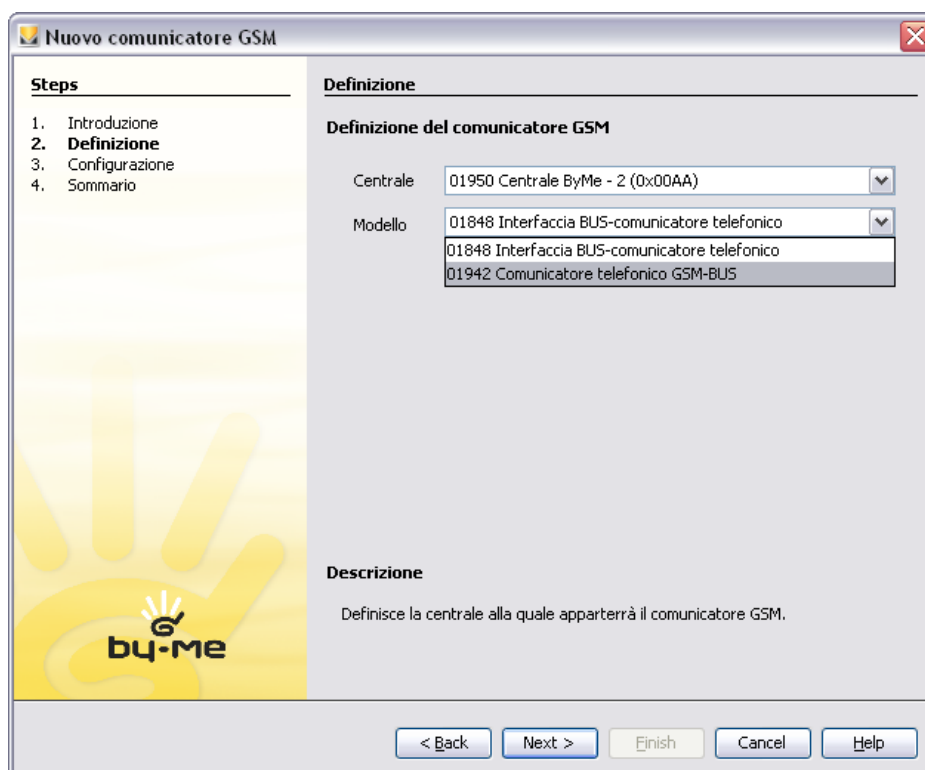 Nuovo comunicatore GSM
Steps
1. Introduzione
2. Definizione
3. Configurazione
4. Sommario
Definizione
Definizione del comunicatore GSM
Centrale 01950 Centrale ByMe - 2 (0x00AA)
Modello 01848 Interfaccia BUS-comunicatore telefonico
01848 Interfaccia BUS-comunicatore telefonico
01942 Comunicatore telefonico GSM-BUS
Descrizione
Definisce la centrale alla quale apparterrà il comunicatore GSM.
by-me
< Back Next > Finish Cancel Help